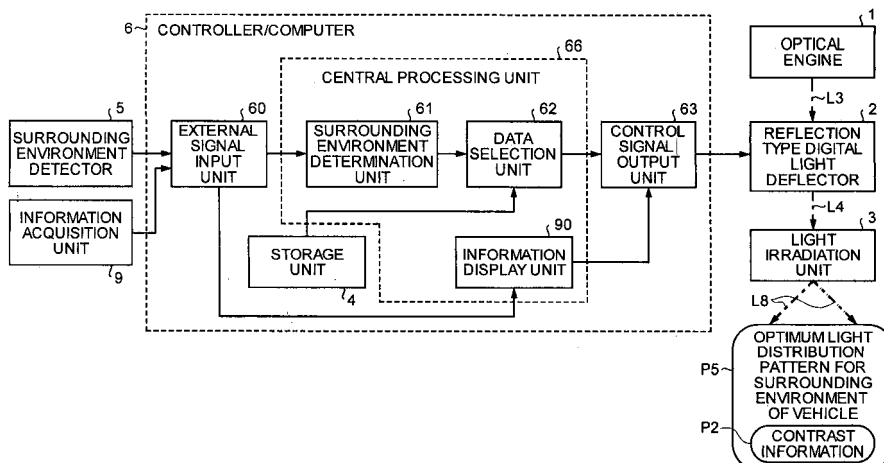 6
CONTROLLER/COMPUTER
66
CENTRAL PROCESSING UNIT
1
OPTICAL
ENGINE
L3
5
SURROUNDING
ENVIRONMENT
DETECTOR
60
EXTERNAL
SIGNAL
INPUT
UNIT
61
SURROUNDING
ENVIRONMENT
DETERMINATION
UNIT
62
DATA
SELECTION
UNIT
63
CONTROL
SIGNAL
OUTPUT
UNIT
2
REFLECTION
TYPE DIGITAL
LIGHT
DEFLECTOR
L4
INFORMATION
ACQUISITION
UNIT
9
STORAGE
UNIT
4
90
INFORMATION
DISPLAY UNIT
3
LIGHT
IRRADIATION
UNIT
L8
P5
OPTIMUM LIGHT
DISTRIBUTION
PATTERN FOR
SURROUNDING
ENVIRONMENT
OF VEHICLE
P2
CONTRAST
INFORMATION